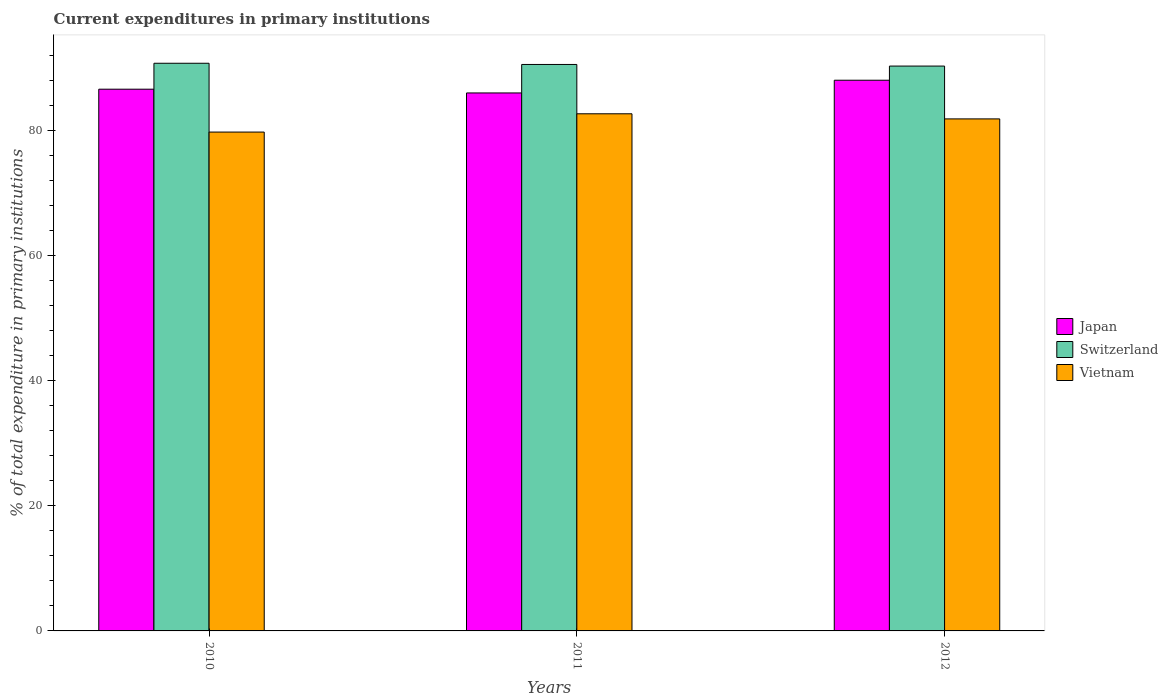 Current expenditures in primary institutions
% of total expenditure in primary institutions
80
60
40
20
0
2010
2011
2012
Years
Japan
Switzerland
Vietnam